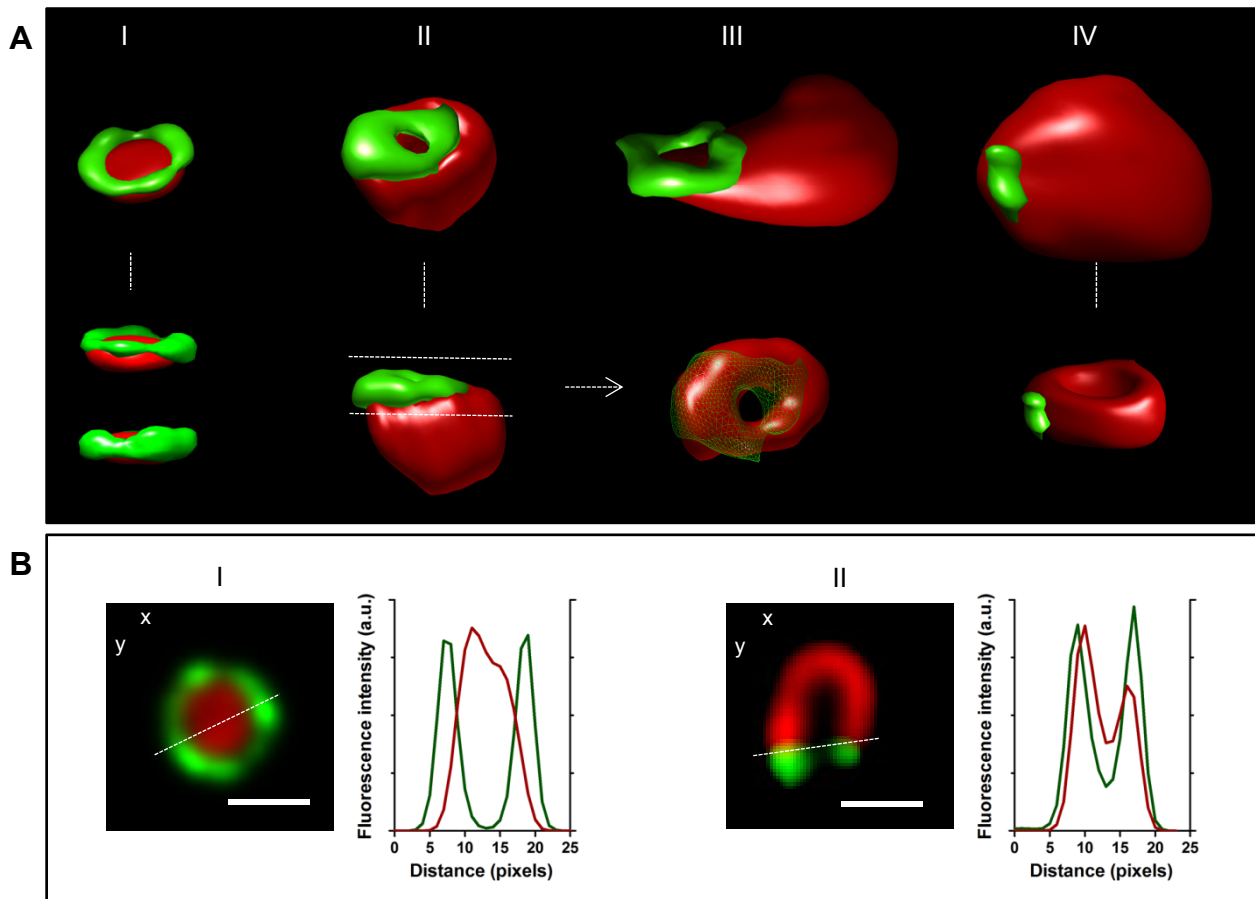 A
I II III IV
B
I II
x
y
Fluorescence intensity (a.u.)
0 5 10 15 20 25
Distance (pixels)
x
y
Fluorescence intensity (a.u.)
0 5 10 15 20 25
Distance (pixels)